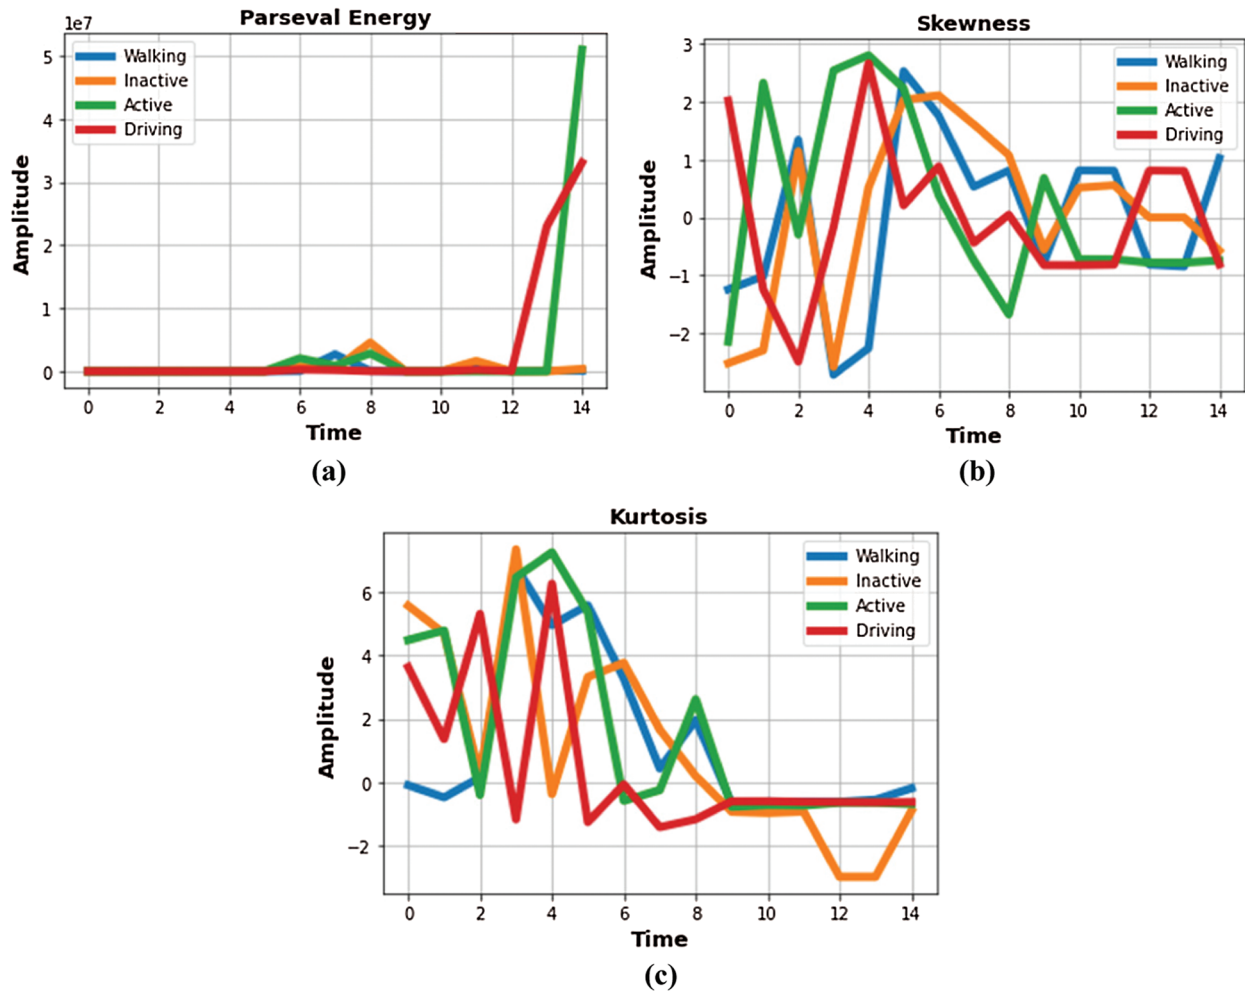 Parseval Energy
1e7
5
4
3
2
1
0
Amplitude
Walking
Inactive
Active
Driving
0 2 4 6 8 10 12 14
Time
(a)
Skewness
3
2
1
0
−1
−2
Amplitude
Walking
Inactive
Active
Driving
0 2 4 6 8 10 12 14
Time
(b)
Kurtosis
6
4
2
0
−2
Amplitude
Walking
Inactive
Active
Driving
0 2 4 6 8 10 12 14
Time
(c)